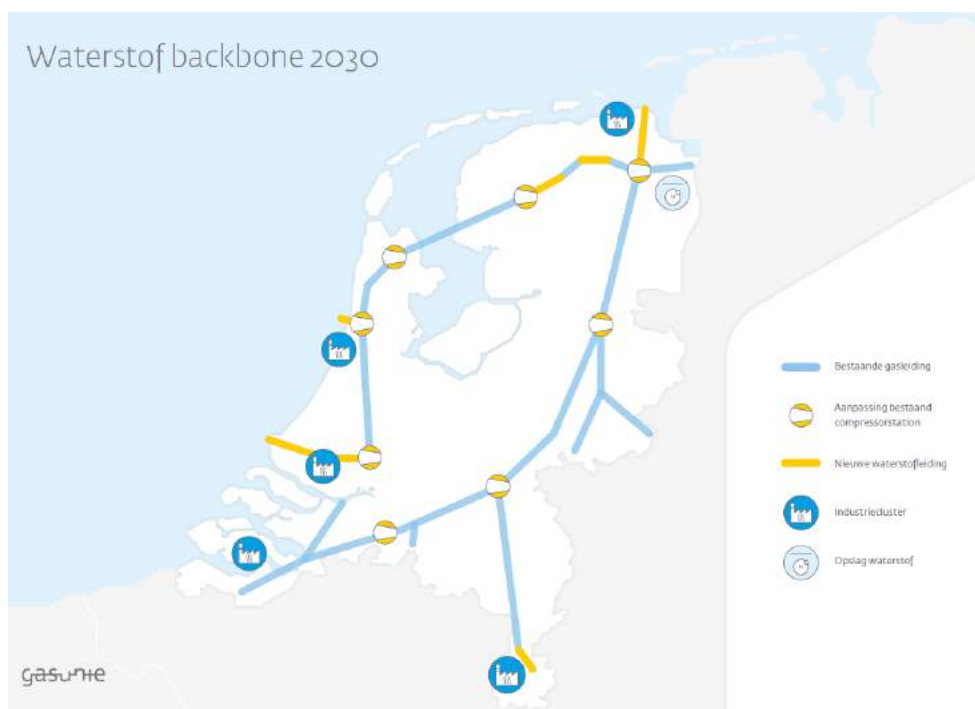 Waterstof backbone 2030
Bestaande gasleiding
Aanpassing bestaand
compressorstation
Nieuwe waterstofleiding
Industriecluster
Opslag waterstof
gasunie